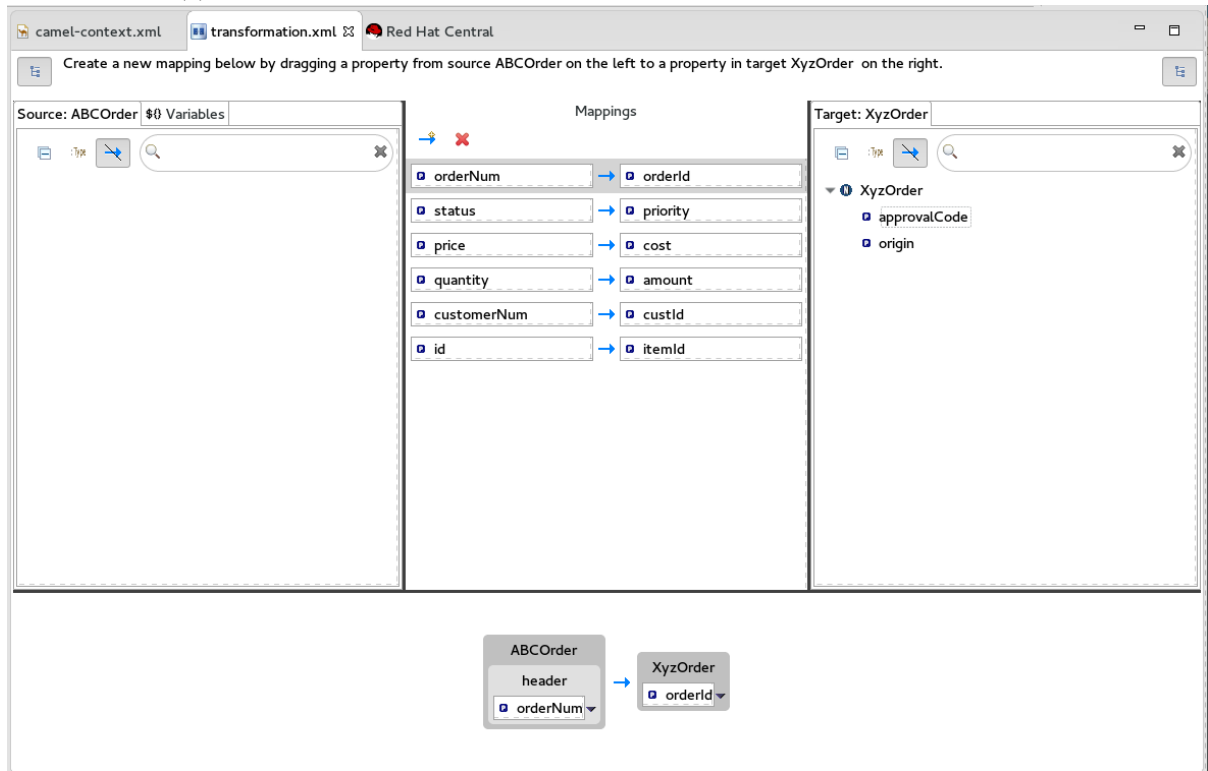 camel-context.xml transformation.xml Red Hat Central
Create a new mapping below by dragging a property from source ABCOrder on the left to a property in target XyzOrder on the right.
Source: ABCOrder ${} Variables Mappings Target: XyzOrder
:Type :Type
orderNum orderId
XyzOrder
status priority
approvalCode
price cost
origin
quantity amount
customerNum custId
id itemId
ABCOrder
XyzOrder
header
orderId
orderNum